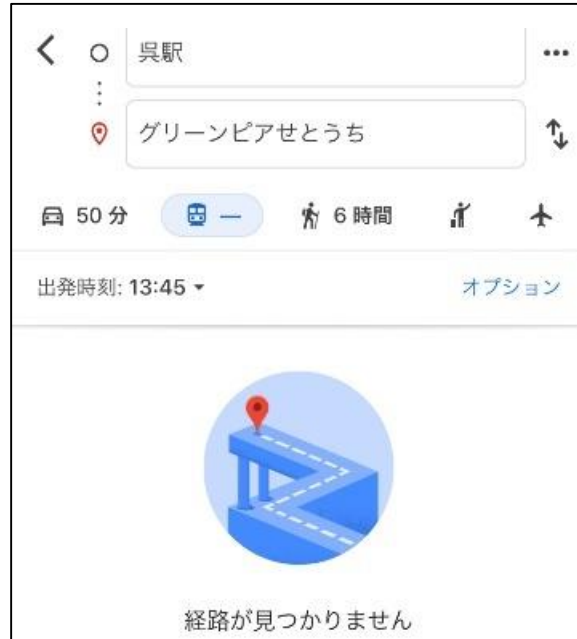 呉駅
グリーンピアせとうち
50 分 — 6 時間
出発時刻: 13:45 オプション
経路が見つかりません